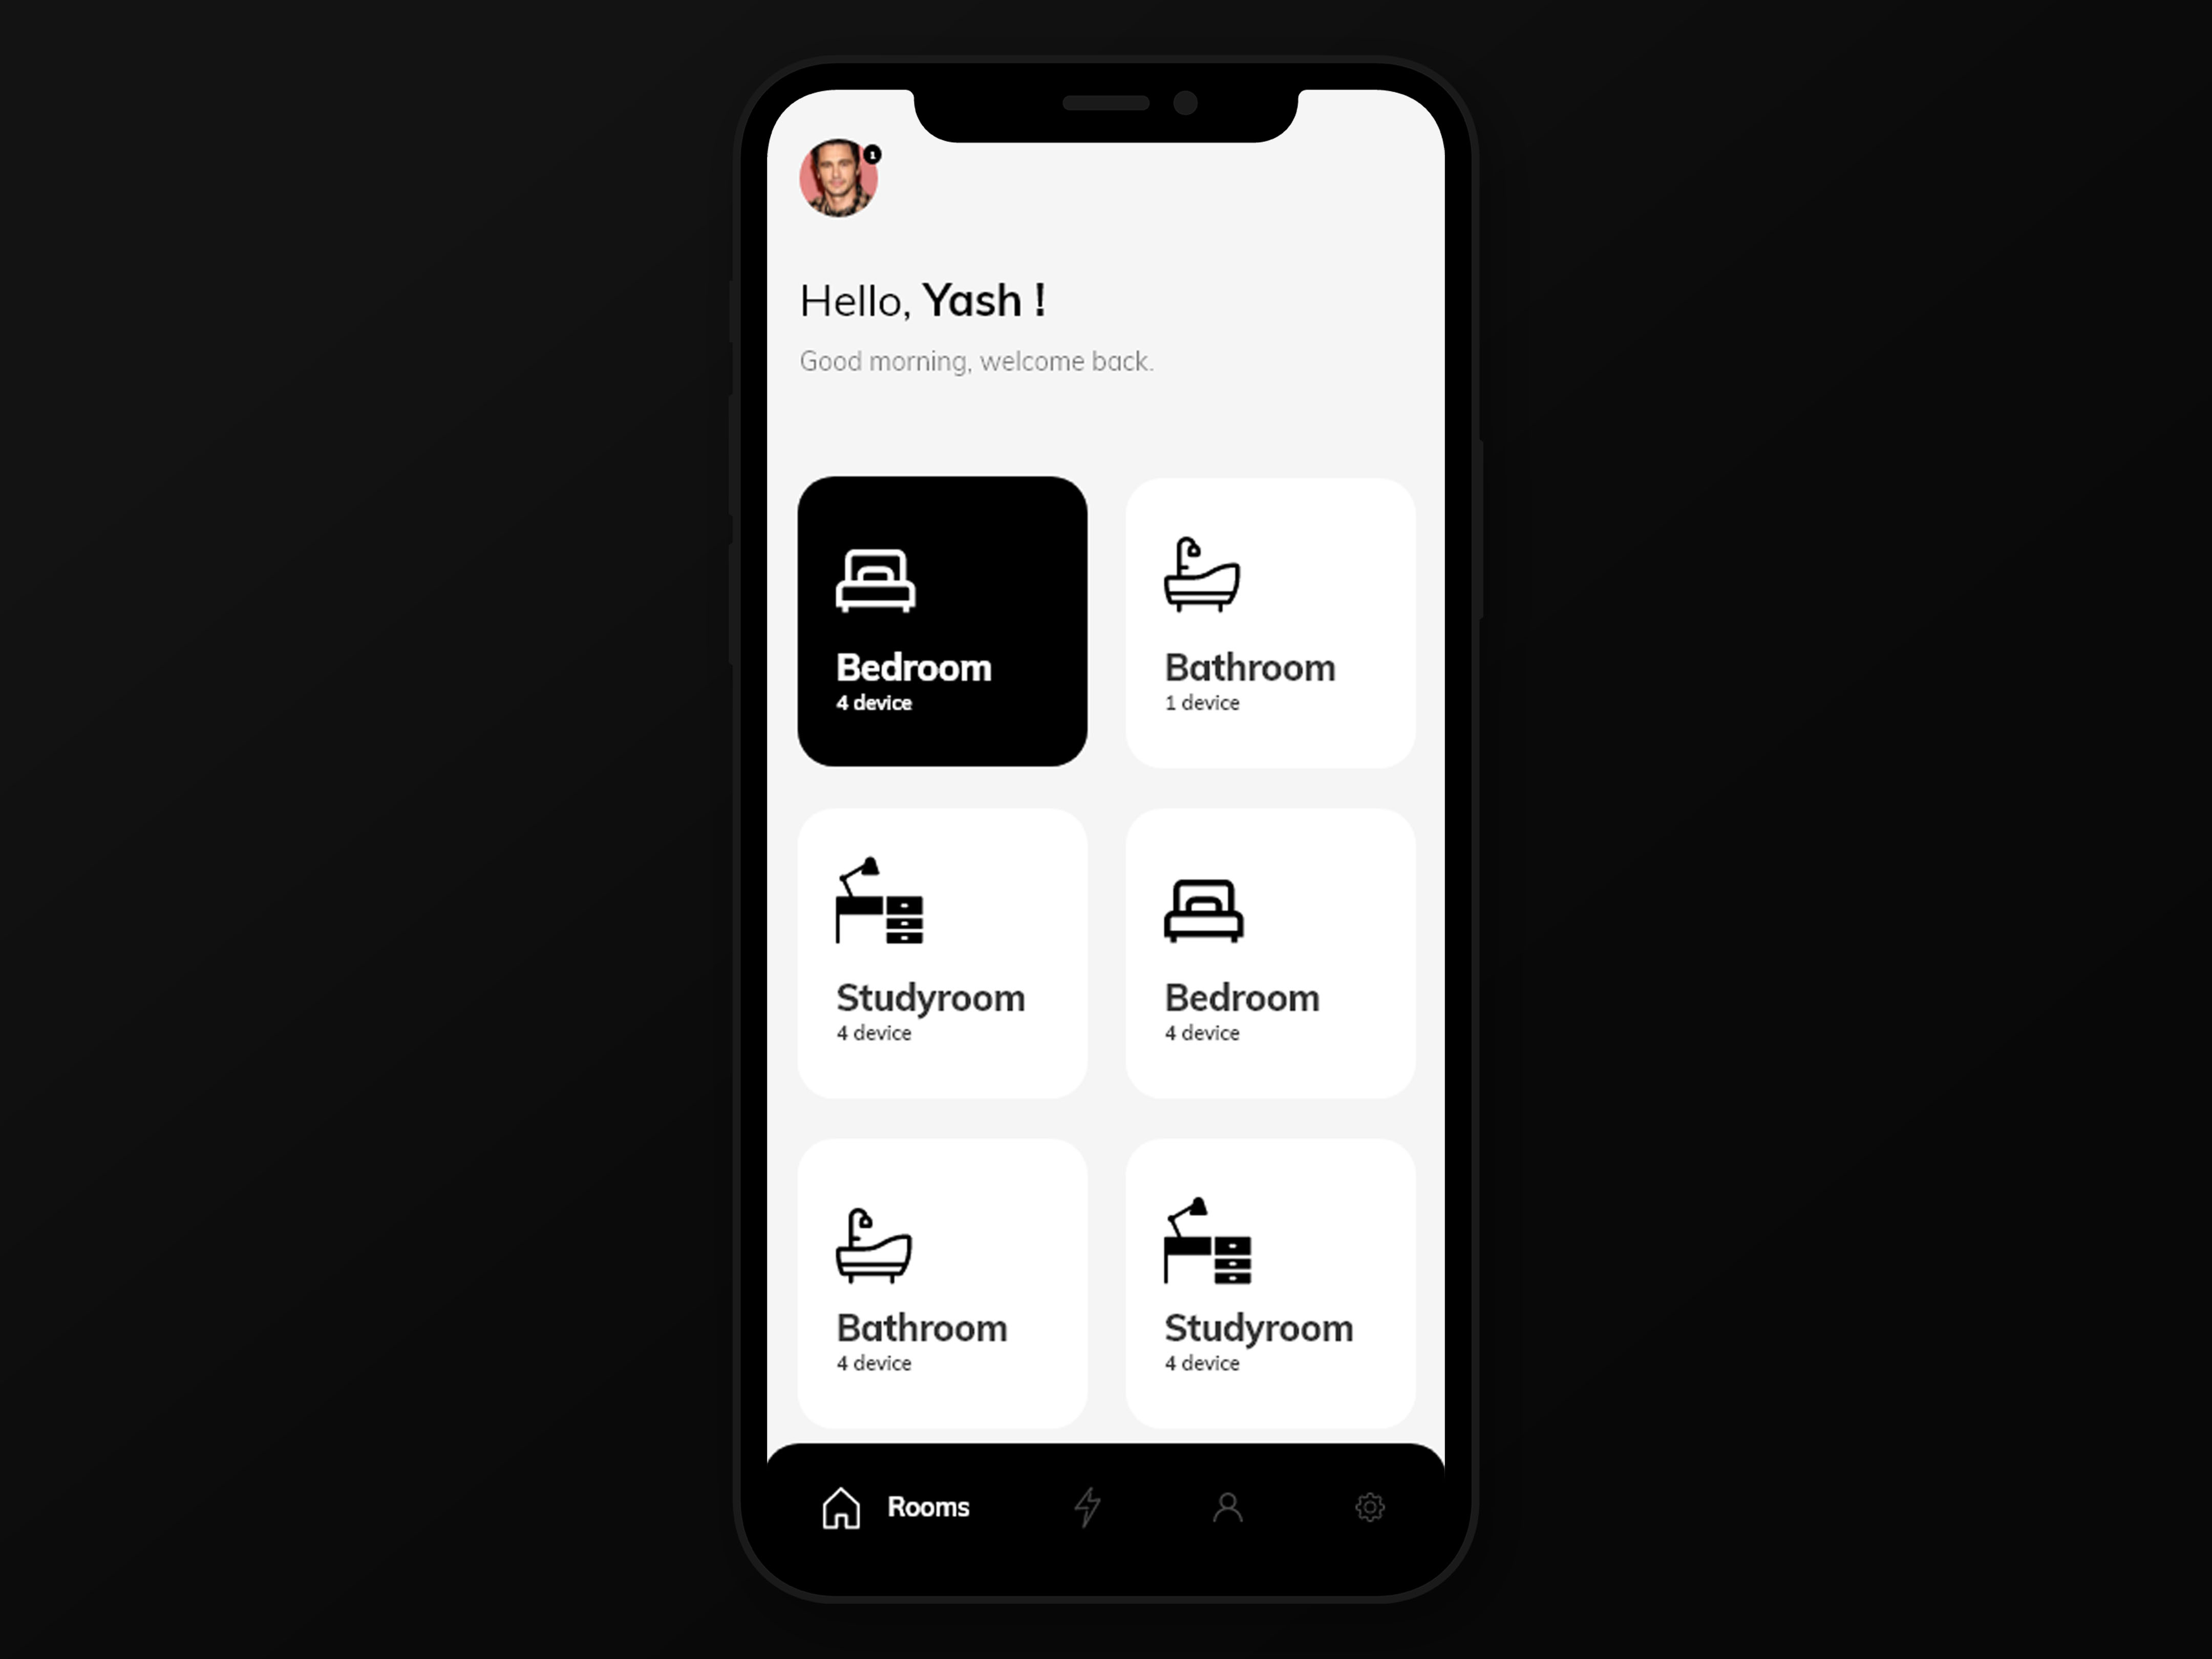 1
Hello, Yash !
Good morning, welcome back.
Bedroom
4 device
Bathroom
1 device
Studyroom
4 device
Bedroom
4 device
Bathroom
4 device
Studyroom
4 device
Rooms